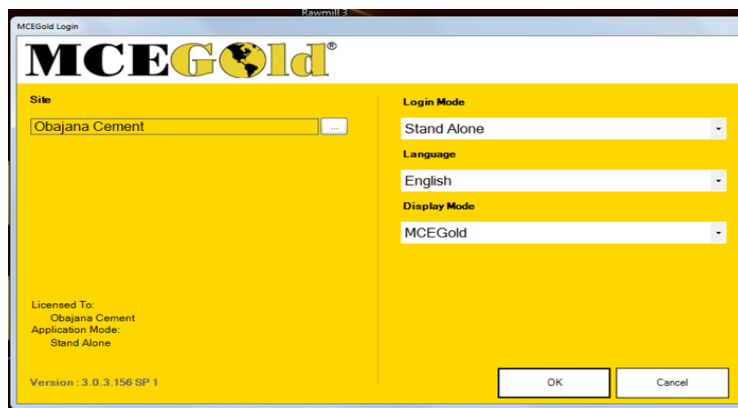 Rawmill 3
MCEGold Login
MCEGold®
Site
Obajana Cement
...
Licensed To:
Obajana Cement
Application Mode:
Stand Alone
Version : 3.0.3.156 SP 1
Login Mode
Stand Alone
Language
English
Display Mode
MCEGold
OK
Cancel